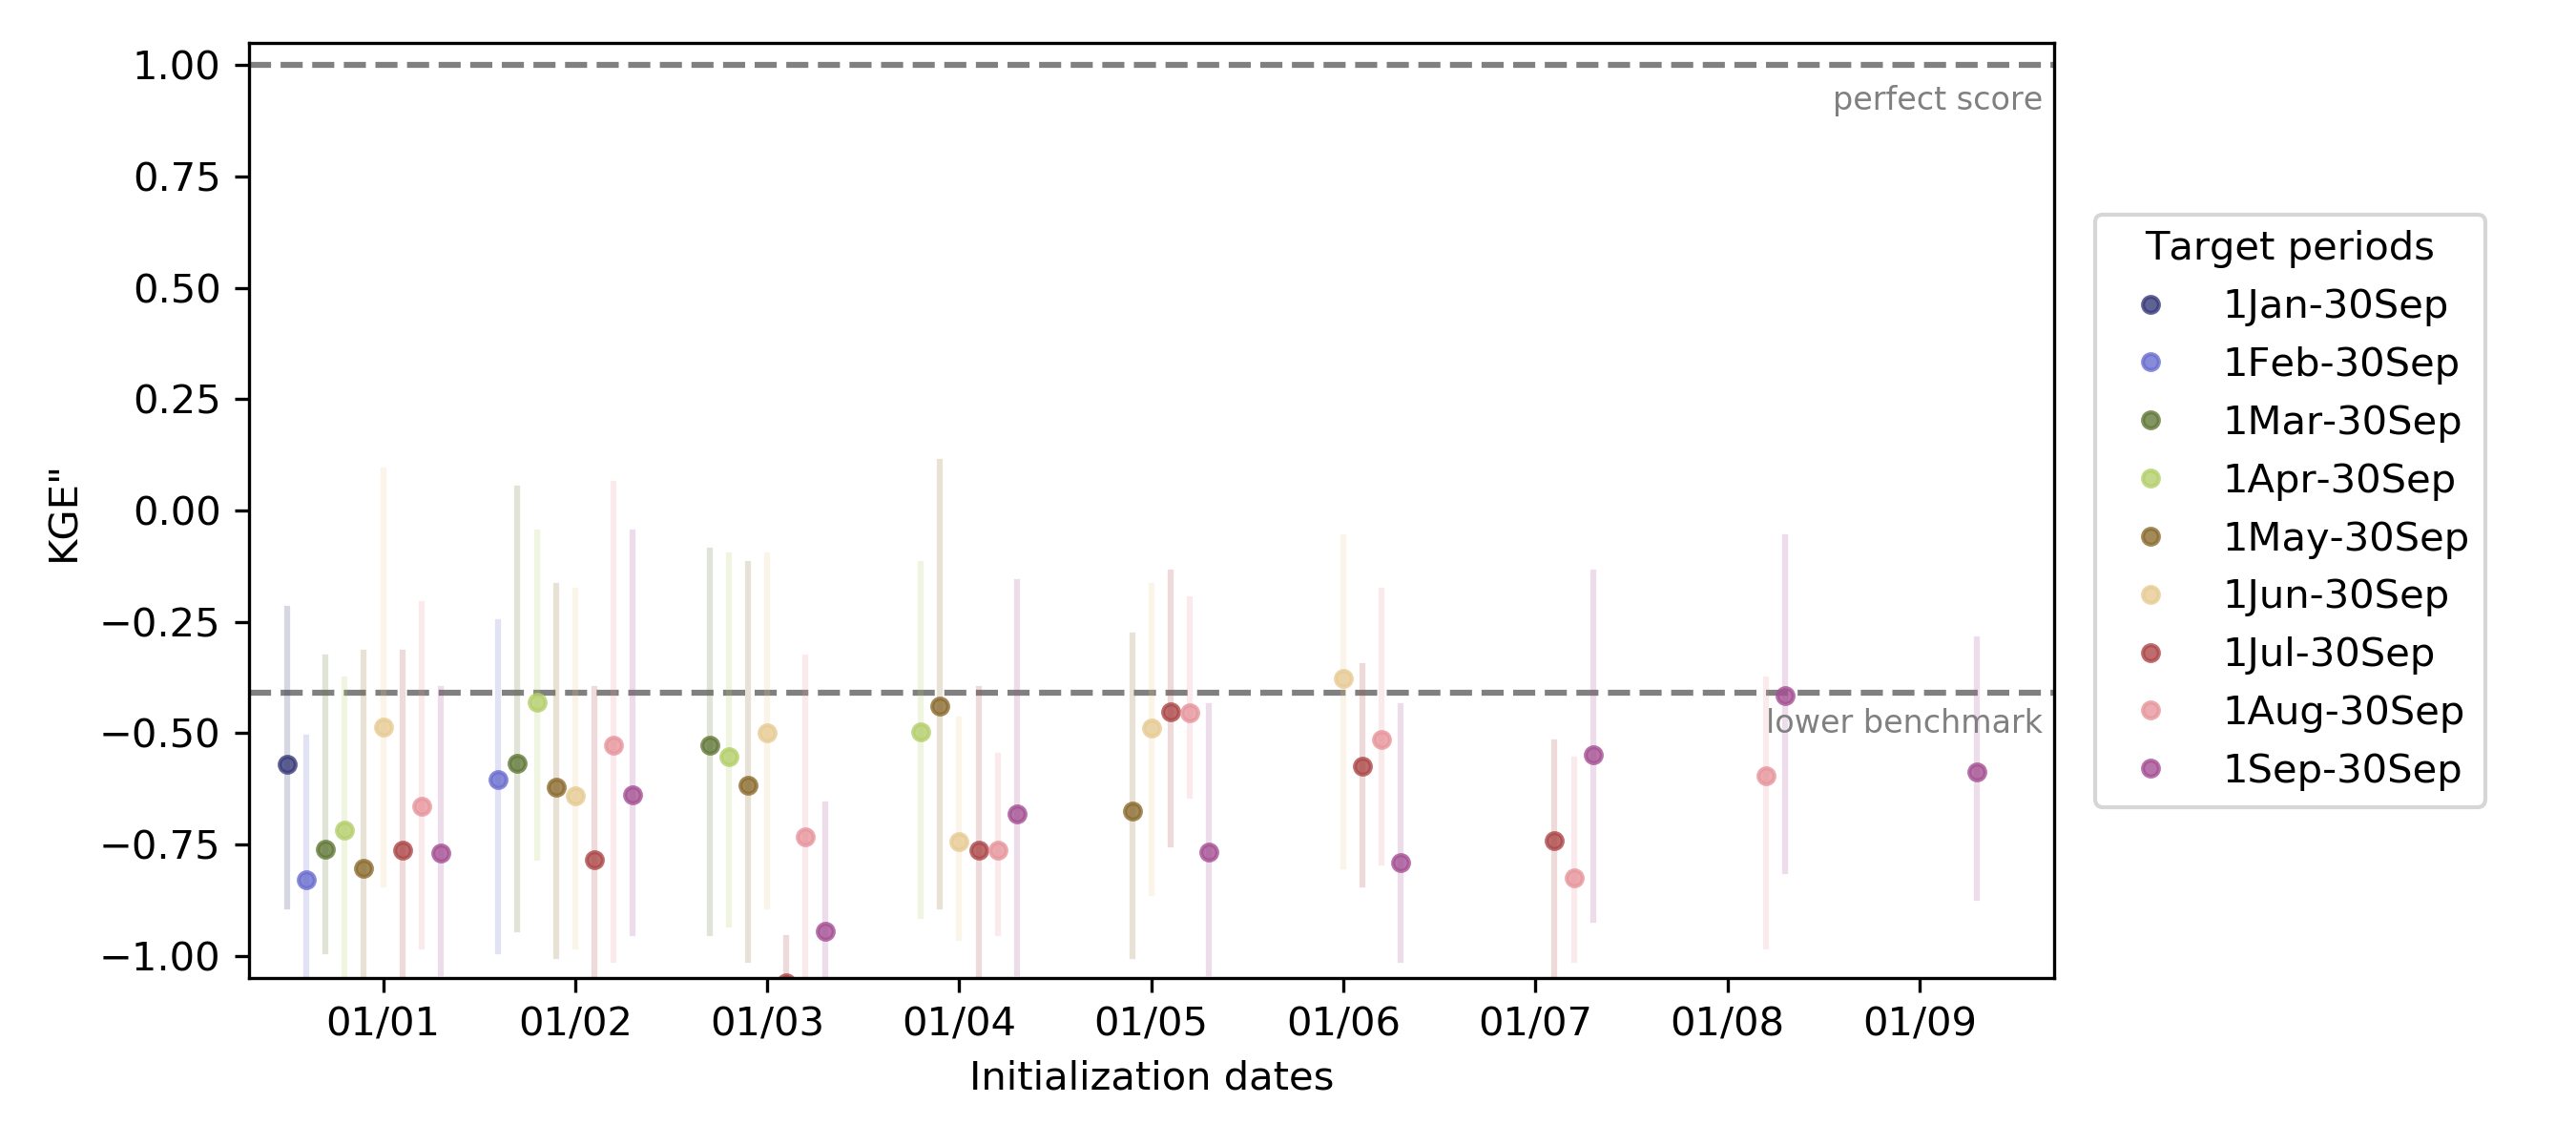 1.00
perfect score
0.75
0.50
0.25
0.00
−0.25
−0.50
lower benchmark
−0.75
−1.00
KGE"
01/01 01/02 01/03 01/04 01/05 01/06 01/07 01/08 01/09
Initialization dates
Target periods
1Jan-30Sep
1Feb-30Sep
1Mar-30Sep
1Apr-30Sep
1May-30Sep
1Jun-30Sep
1Jul-30Sep
1Aug-30Sep
1Sep-30Sep